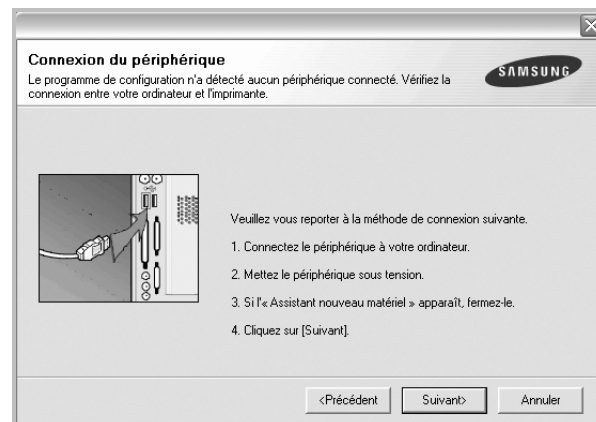 Connexion du périphérique
Le programme de configuration n'a détecté aucun périphérique connecté. Vérifiez la
connexion entre votre ordinateur et l'imprimante.
SAMSUNG
Veuillez vous reporter à la méthode de connexion suivante.
1. Connectez le périphérique à votre ordinateur.
2. Mettez le périphérique sous tension.
3. Si l'« Assistant nouveau matériel » apparaît, fermez-le.
4. Cliquez sur [Suivant].
<Précédent
Suivant>
Annuler